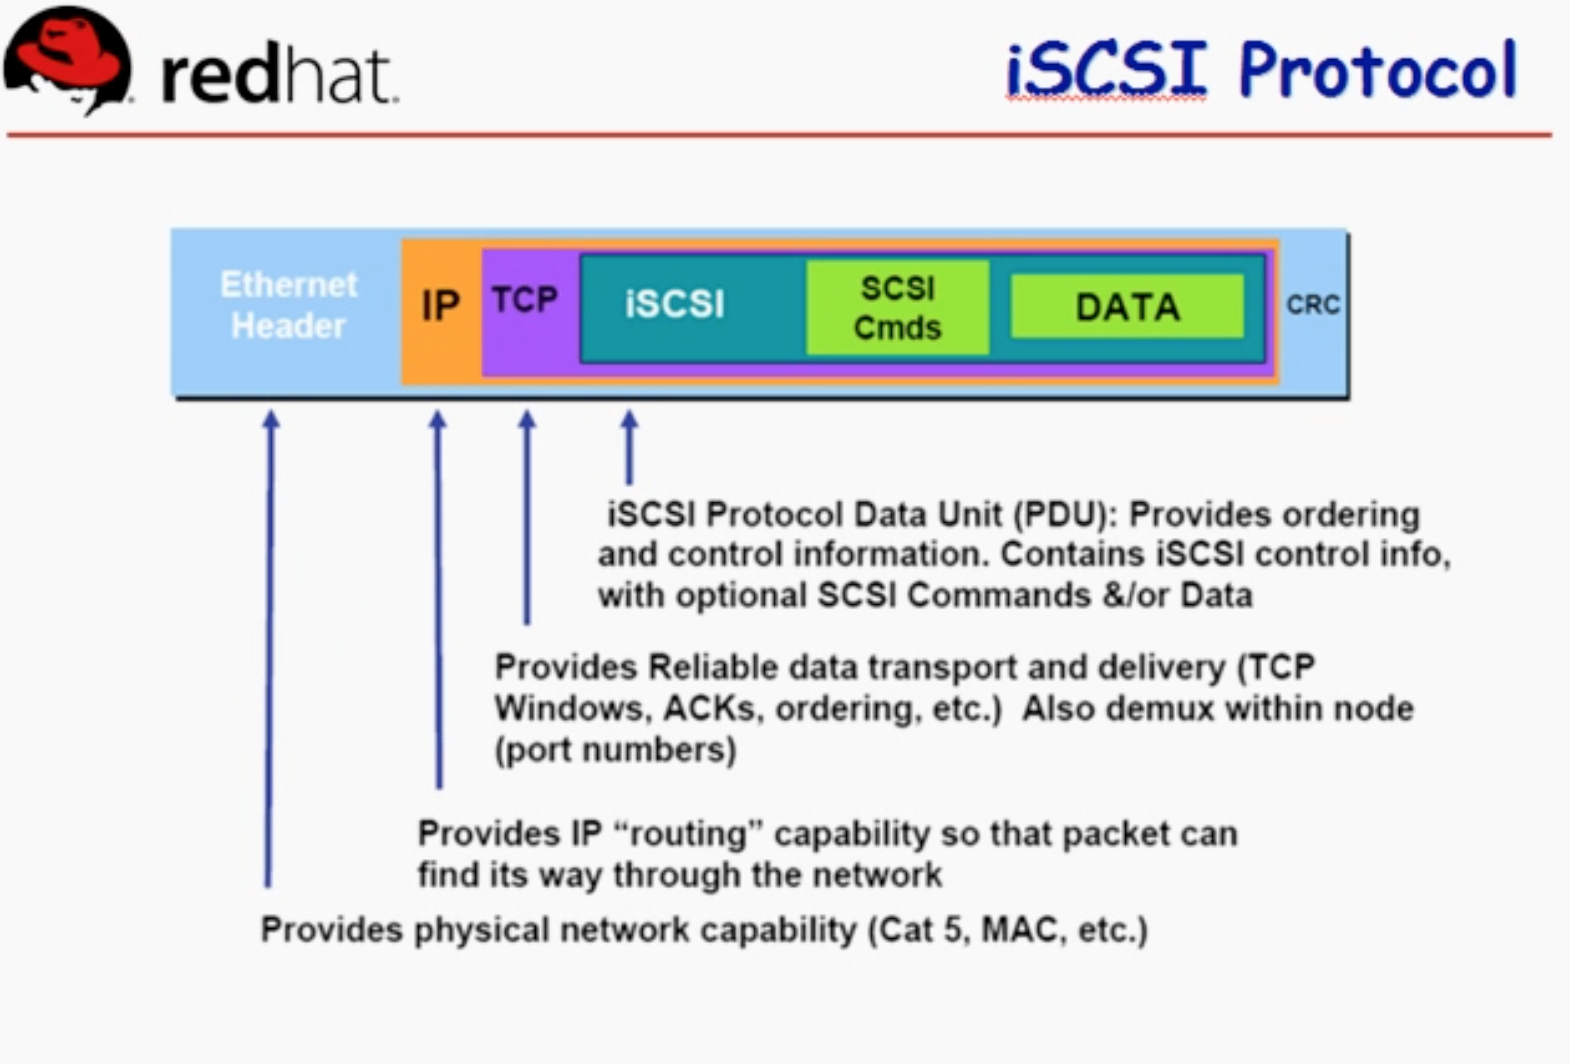 redhat.
iSCSI Protocol
Ethernet
Header
IP
TCP
iSCSI
SCSI
Cmds
DATA
CRC
iSCSI Protocol Data Unit (PDU): Provides ordering
and control information. Contains iSCSI control info,
with optional SCSI Commands &/or Data
Provides Reliable data transport and delivery (TCP
Windows, ACKs, ordering, etc.)  Also demux within node
(port numbers)
Provides IP “routing” capability so that packet can
find its way through the network
Provides physical network capability (Cat 5, MAC, etc.)